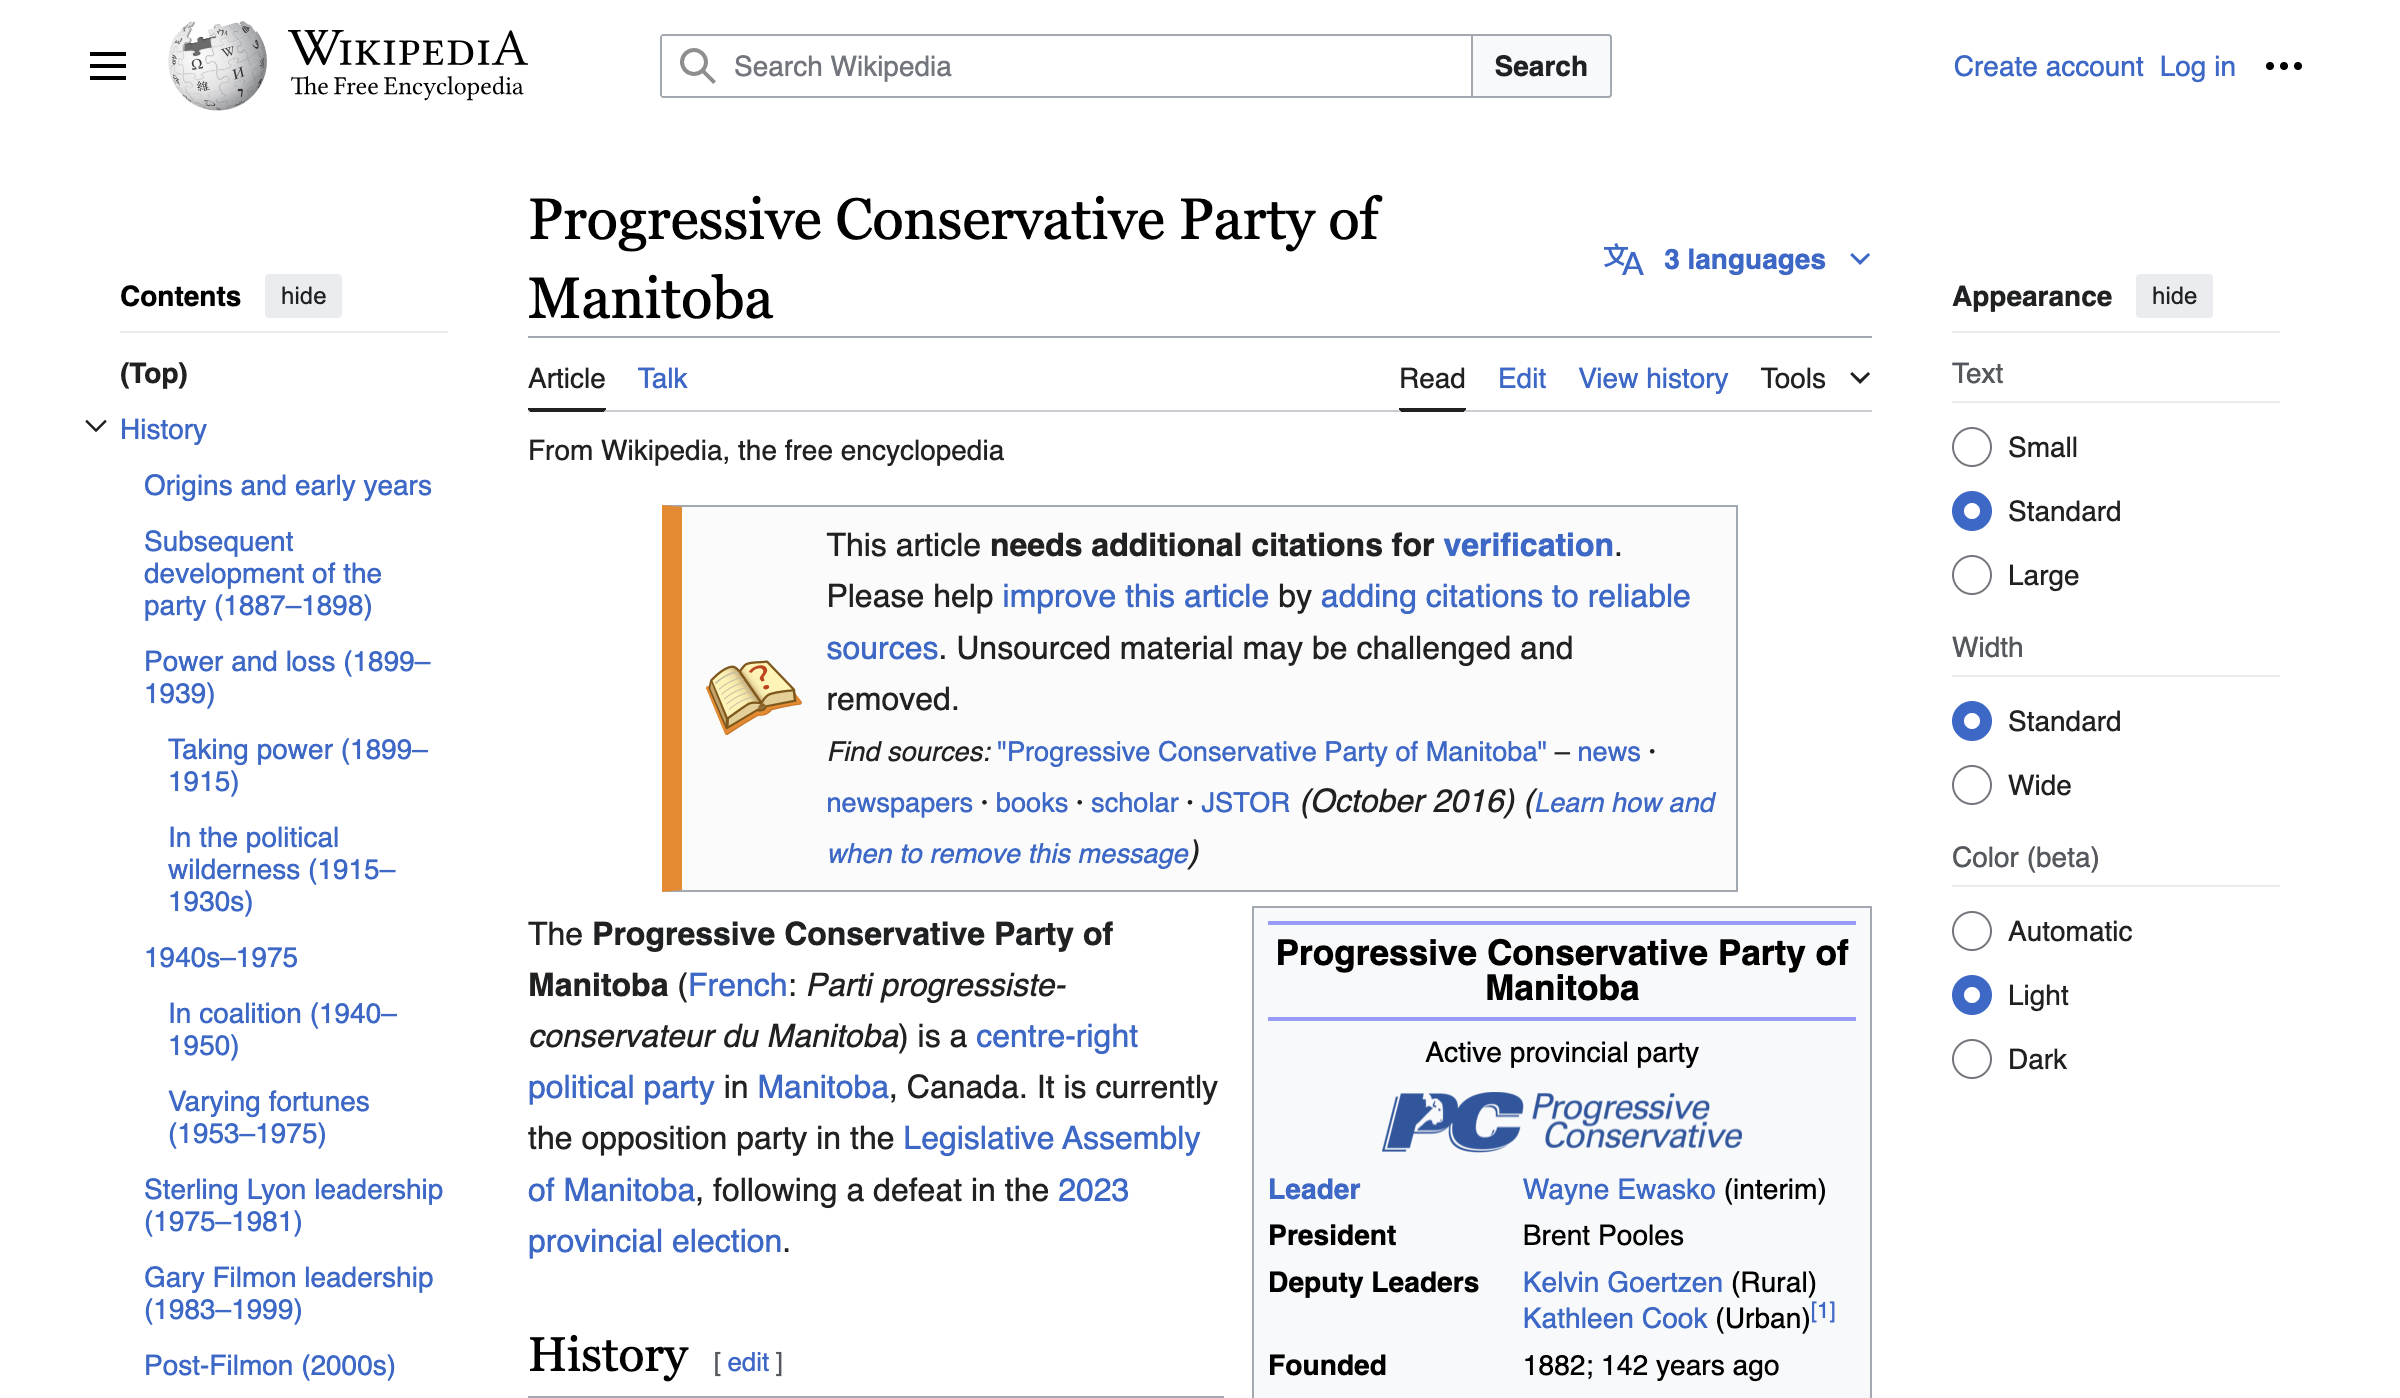 WIKIPEDIA
The Free Encyclopedia
Search Wikipedia
Search
Create account
Log in
Contents
hide
(Top)
History
Origins and early years
Subsequent
development of the
party (1887–1898)
Power and loss (1899–
1939)
Taking power (1899–
1915)
In the political
wilderness (1915–
1930s)
1940s–1975
In coalition (1940–
1950)
Varying fortunes
(1953–1975)
Sterling Lyon leadership
(1975–1981)
Gary Filmon leadership
(1983–1999)
Post-Filmon (2000s)
Progressive Conservative Party of
Manitoba
3 languages
Article
Talk
Read
Edit
View history
Tools
From Wikipedia, the free encyclopedia
This article needs additional citations for verification.
Please help improve this article by adding citations to reliable
sources. Unsourced material may be challenged and
removed.
Find sources: "Progressive Conservative Party of Manitoba" – news ·
newspapers · books · scholar · JSTOR (October 2016) (Learn how and
when to remove this message)
The Progressive Conservative Party of
Manitoba (French: Parti progressiste-
conservateur du Manitoba) is a centre-right
political party in Manitoba, Canada. It is currently
the opposition party in the Legislative Assembly
of Manitoba, following a defeat in the 2023
provincial election.
History [ edit ]
Progressive Conservative Party of
Manitoba
Active provincial party
PC Progressive
Conservative
Leader Wayne Ewasko (interim)
President Brent Pooles
Deputy Leaders Kelvin Goertzen (Rural)
Kathleen Cook (Urban)[1]
Founded 1882; 142 years ago
Appearance
hide
Text
Small
Standard
Large
Width
Standard
Wide
Color (beta)
Automatic
Light
Dark